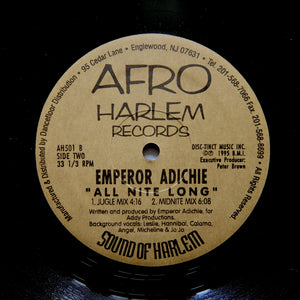 Manufactured & Distributed by Dancefloor Distribution • 95 Cedar Lane • Englewood, NJ 07631 • Tel. 201-568-7066 Fax 201-568-8699 • All Rights Reserved
AFRO
HARLEM
RECORDS
AH501 B
SIDE TWO
33 1/3 RPM
DISC-TINCT MUSIC INC.
℗ © 1995 B.M.I.
Executive Producer:
Peter Brown
EMPEROR ADICHIE
"ALL NITE LONG"
1. JUGLE MIX 4:16 2. MIDNITE MIX 6:08
Written and produced by Emperor Adichie, for
Addy Productions.
Background vocals; Leslie, Hannibal, Calama,
Angel, Micheline & Jo Jo
SOUND OF HARLEM